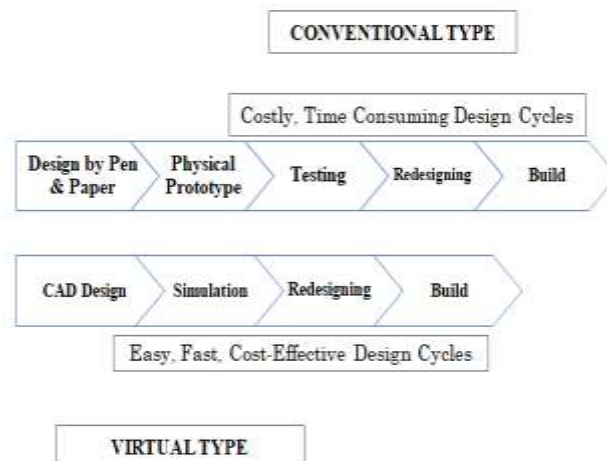 CONVENTIONAL TYPE
Costly, Time Consuming Design Cycles
Design by Pen
& Paper
Physical
Prototype
Testing
Redesigning
Build
CAD Design
Simulation
Redesigning
Build
Easy, Fast, Cost-Effective Design Cycles
VIRTUAL TYPE